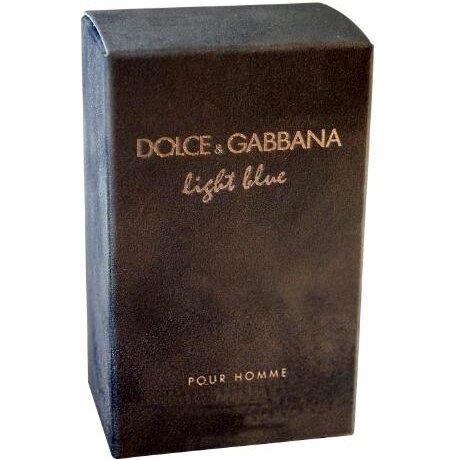 DOLCE & GABBANA
light blue
POUR HOMME